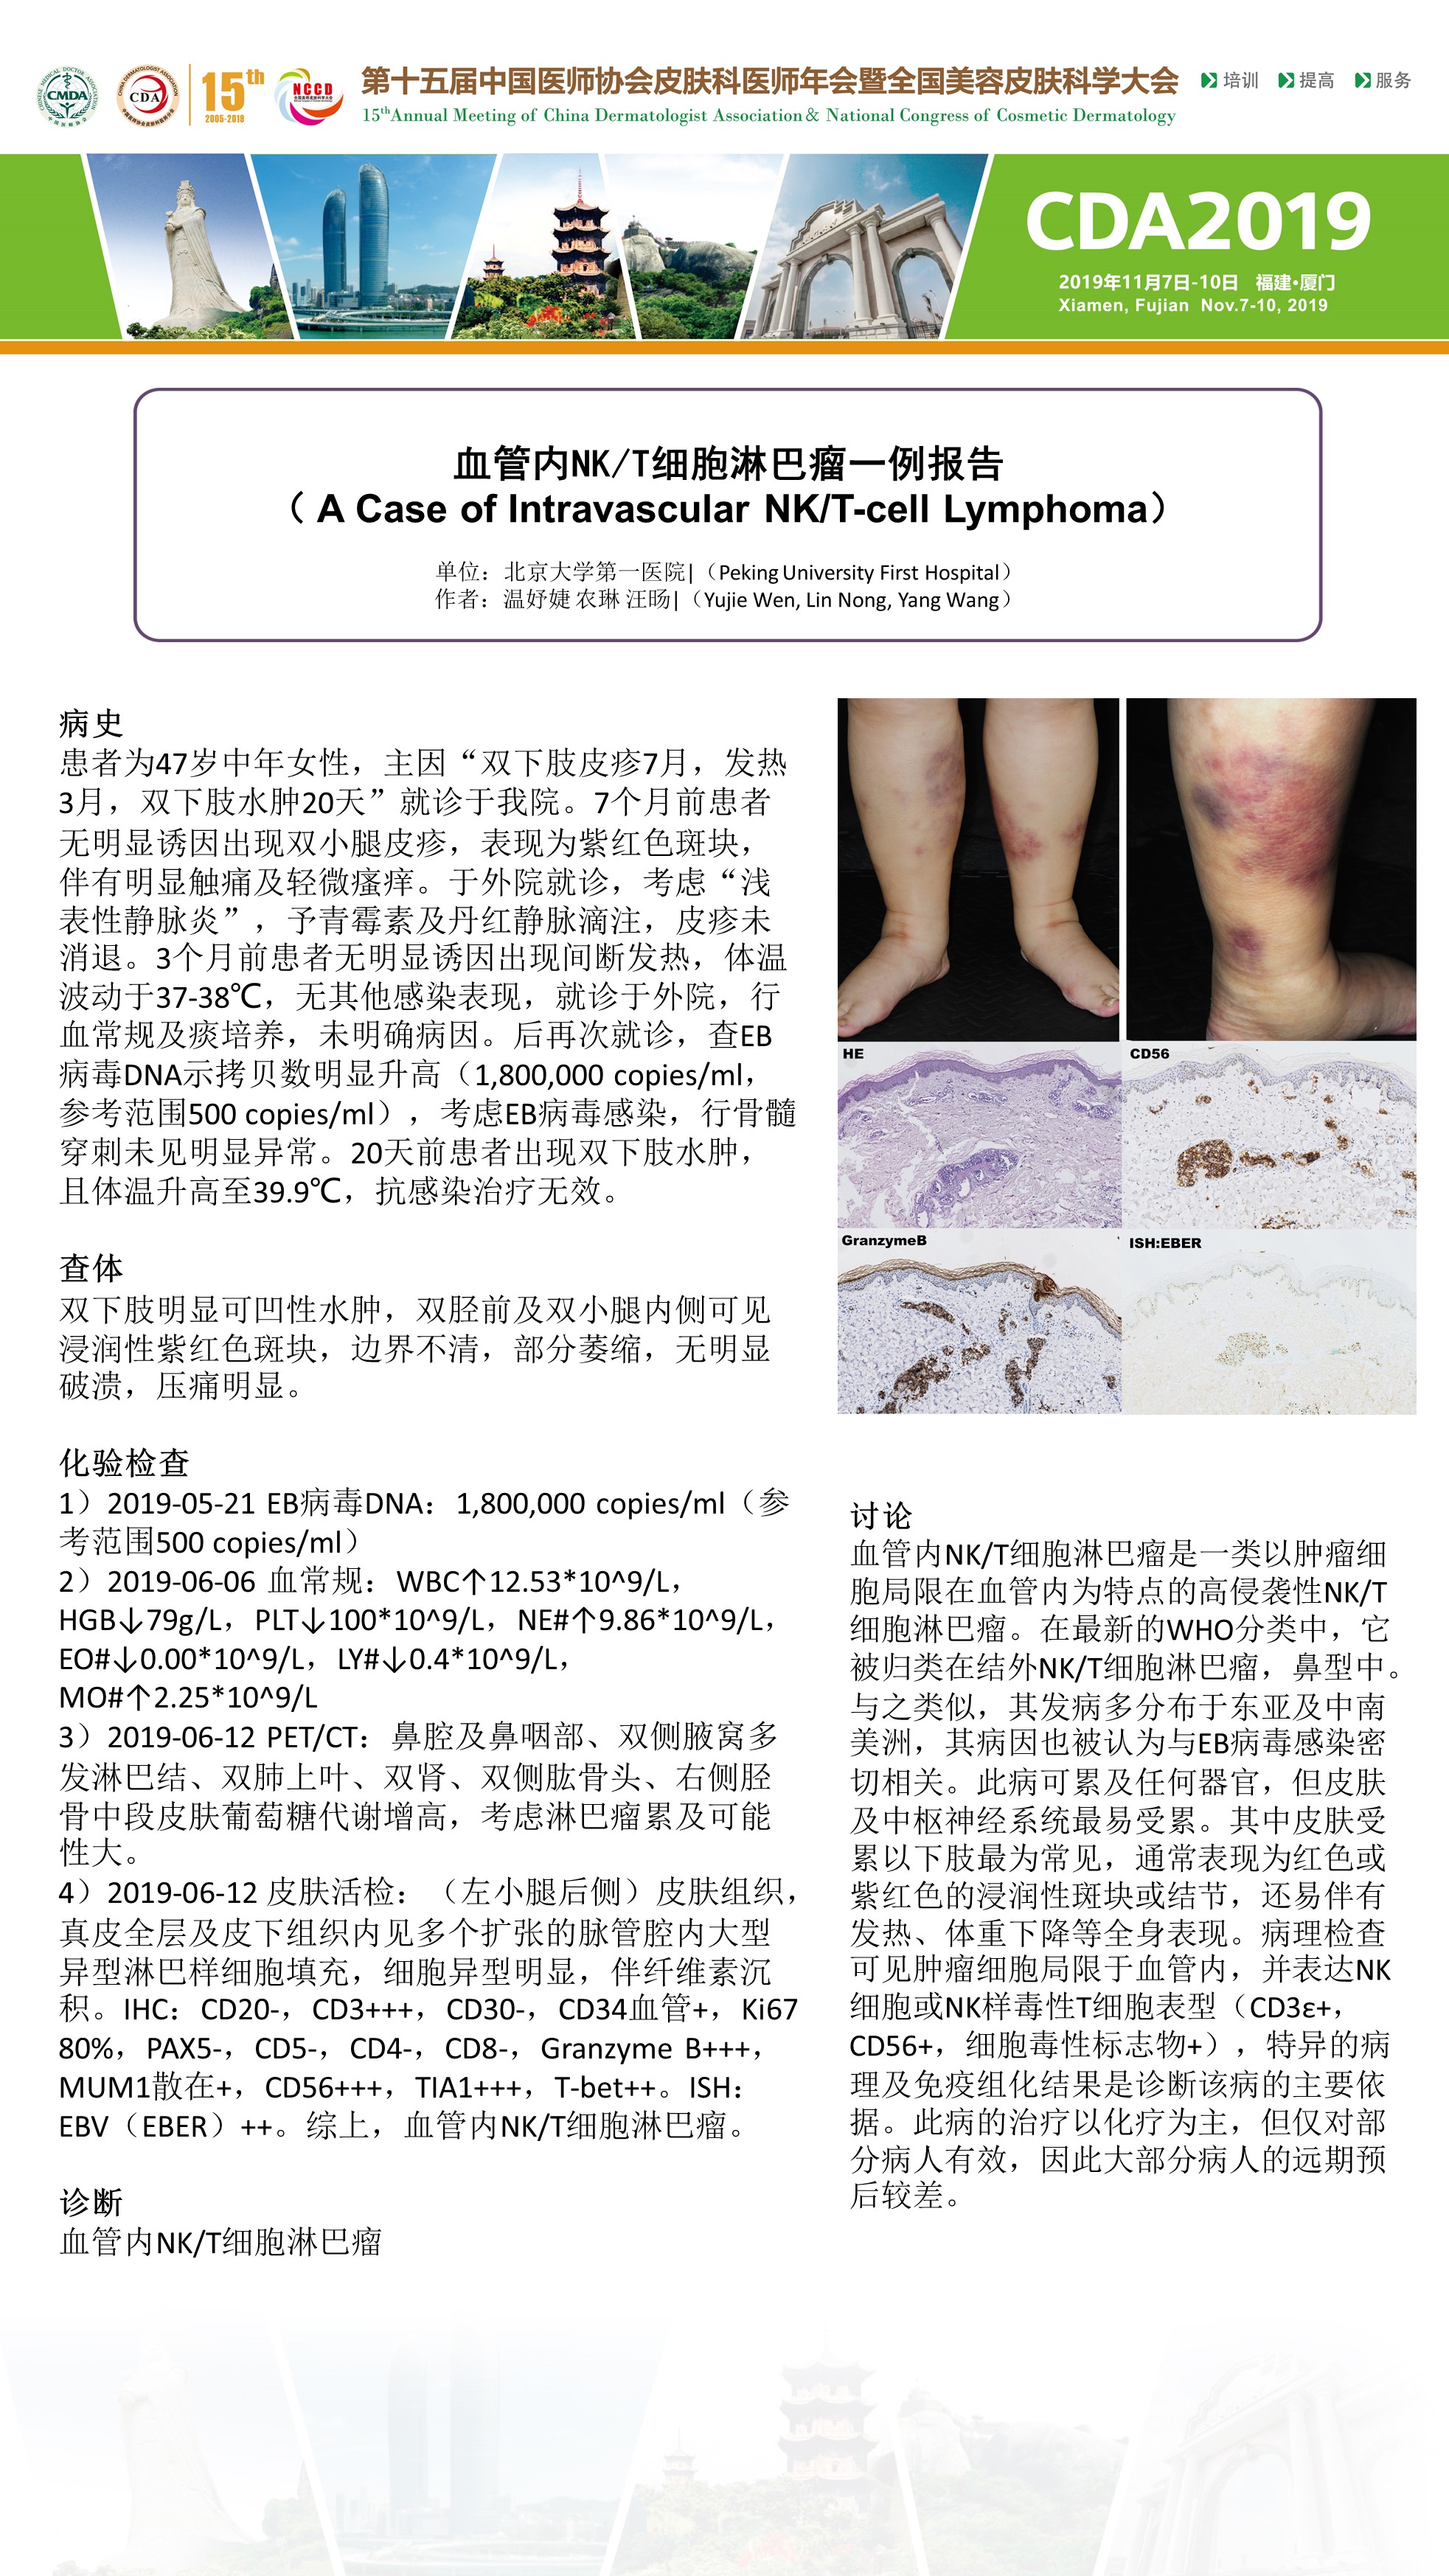 CHINESE MEDICAL DOCTOR ASSOCIATION
CMDA
中国医师协会
CHINA DERMATOLOGIST ASSOCIATION
CDA
15th
2005-2019
NCCD
第十五届中国医师协会皮肤科医师年会暨全国美容皮肤科学大会
15thAnnual Meeting of China Dermatologist Association & National Congress of Cosmetic Dermatology
培训 提高 服务
CDA2019
2019年11月7日-10日 福建•厦门
Xiamen, Fujian Nov.7-10, 2019
血管内NK/T细胞淋巴瘤一例报告
（ A Case of Intravascular NK/T-cell Lymphoma）
单位：北京大学第一医院|（Peking University First Hospital）
作者：温妤婕 农琳 汪旸|（Yujie Wen, Lin Nong, Yang Wang）
病史
患者为47岁中年女性，主因“双下肢皮疹7月，发热
3月，双下肢水肿20天”就诊于我院。7个月前患者
无明显诱因出现双小腿皮疹，表现为紫红色斑块，
伴有明显触痛及轻微瘙痒。于外院就诊，考虑“浅
表性静脉炎”，予青霉素及丹红静脉滴注，皮疹未
消退。3个月前患者无明显诱因出现间断发热，体温
波动于37-38℃，无其他感染表现，就诊于外院，行
血常规及痰培养，未明确病因。后再次就诊，查EB
病毒DNA示拷贝数明显升高（1,800,000 copies/ml，
参考范围500 copies/ml），考虑EB病毒感染，行骨髓
穿刺未见明显异常。20天前患者出现双下肢水肿，
且体温升高至39.9℃，抗感染治疗无效。
查体
双下肢明显可凹性水肿，双胫前及双小腿内侧可见
浸润性紫红色斑块，边界不清，部分萎缩，无明显
破溃，压痛明显。
化验检查
1）2019-05-21 EB病毒DNA：1,800,000 copies/ml（参
考范围500 copies/ml）
2）2019-06-06 血常规：WBC↑12.53*10^9/L，
HGB↓79g/L，PLT↓100*10^9/L，NE#↑9.86*10^9/L，
EO#↓0.00*10^9/L，LY#↓0.4*10^9/L，
MO#↑2.25*10^9/L
3）2019-06-12 PET/CT：鼻腔及鼻咽部、双侧腋窝多
发淋巴结、双肺上叶、双肾、双侧肱骨头、右侧胫
骨中段皮肤葡萄糖代谢增高，考虑淋巴瘤累及可能
性大。
4）2019-06-12 皮肤活检：（左小腿后侧）皮肤组织，
真皮全层及皮下组织内见多个扩张的脉管腔内大型
异型淋巴样细胞填充，细胞异型明显，伴纤维素沉
积。IHC：CD20-，CD3+++，CD30-，CD34血管+，Ki67
80%，PAX5-，CD5-，CD4-，CD8-，Granzyme B+++，
MUM1散在+，CD56+++，TIA1+++，T-bet++。ISH：
EBV（EBER）++。综上，血管内NK/T细胞淋巴瘤。
诊断
血管内NK/T细胞淋巴瘤
HE
CD56
GranzymeB
ISH:EBER
讨论
血管内NK/T细胞淋巴瘤是一类以肿瘤细
胞局限在血管内为特点的高侵袭性NK/T
细胞淋巴瘤。在最新的WHO分类中，它
被归类在结外NK/T细胞淋巴瘤，鼻型中。
与之类似，其发病多分布于东亚及中南
美洲，其病因也被认为与EB病毒感染密
切相关。此病可累及任何器官，但皮肤
及中枢神经系统最易受累。其中皮肤受
累以下肢最为常见，通常表现为红色或
紫红色的浸润性斑块或结节，还易伴有
发热、体重下降等全身表现。病理检查
可见肿瘤细胞局限于血管内，并表达NK
细胞或NK样毒性T细胞表型（CD3ε+，
CD56+，细胞毒性标志物+），特异的病
理及免疫组化结果是诊断该病的主要依
据。此病的治疗以化疗为主，但仅对部
分病人有效，因此大部分病人的远期预
后较差。